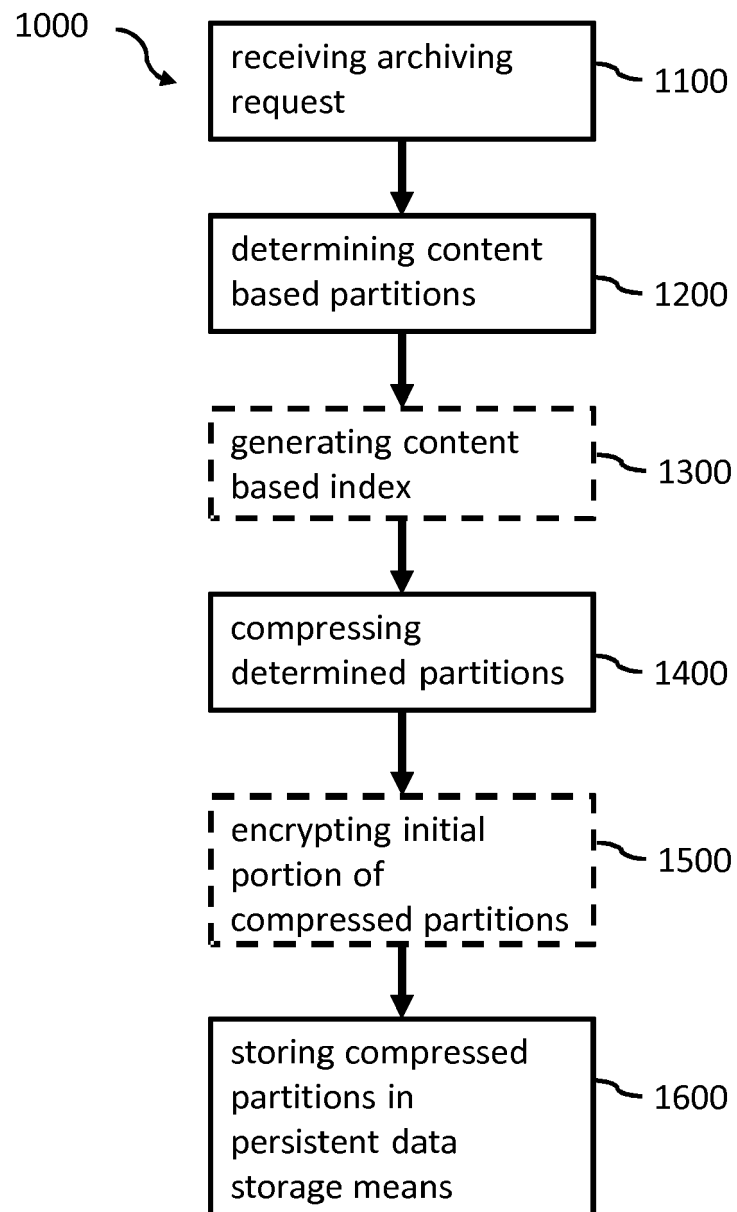 1000
receiving archiving
request
1100
determining content
based partitions
1200
generating content
based index
1300
compressing
determined partitions
1400
encrypting initial
portion of
compressed partitions
1500
storing compressed
partitions in
persistent data
storage means
1600